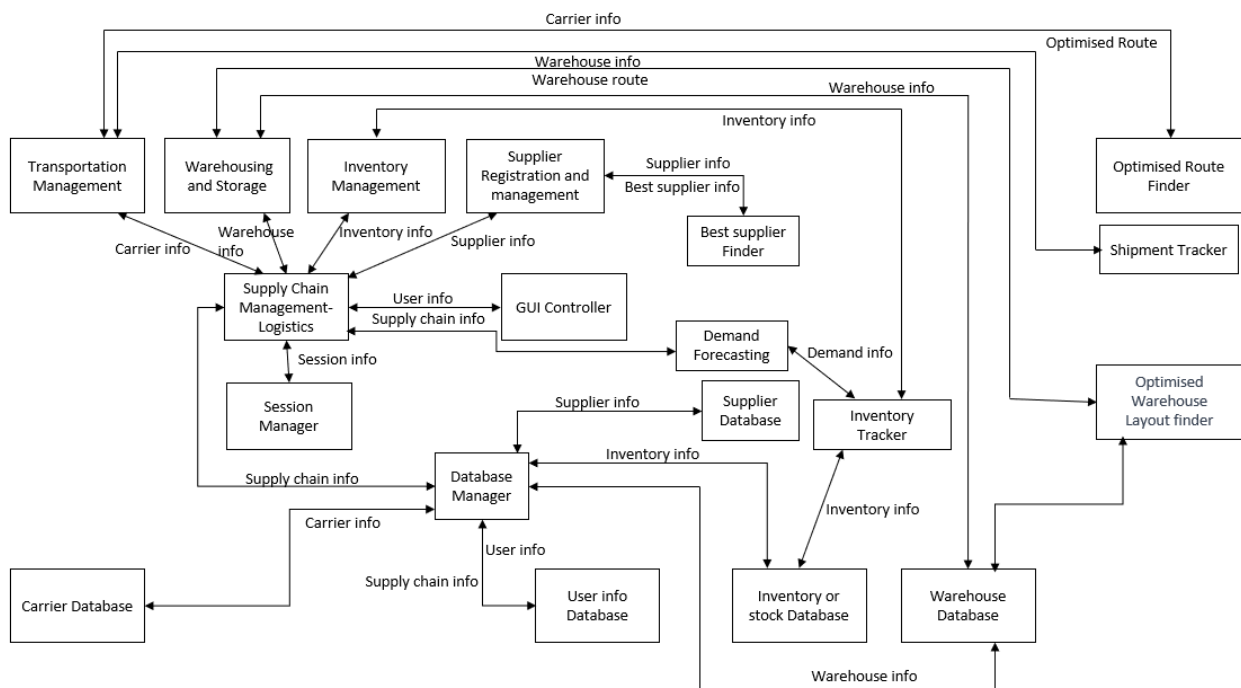 Carrier info
Optimised Route
Warehouse info
Warehouse route
Warehouse info
Inventory info
Transportation
Management
Warehousing
and Storage
Inventory
Management
Supplier
Registration and
management
Supplier info
Best supplier info
Optimised Route
Finder
Best supplier
Finder
Shipment Tracker
Carrier info
Warehouse
info
Inventory info
Supplier info
Supply Chain
Management-
Logistics
User info
Supply chain info
GUI Controller
Demand
Forecasting
Demand info
Session info
Session
Manager
Supplier info
Supplier
Database
Inventory
Tracker
Optimised
Warehouse
Layout finder
Inventory info
Supply chain info
Database
Manager
Carrier info
Inventory info
User info
Supply chain info
Carrier Database
User info
Database
Inventory or
stock Database
Warehouse
Database
Warehouse info